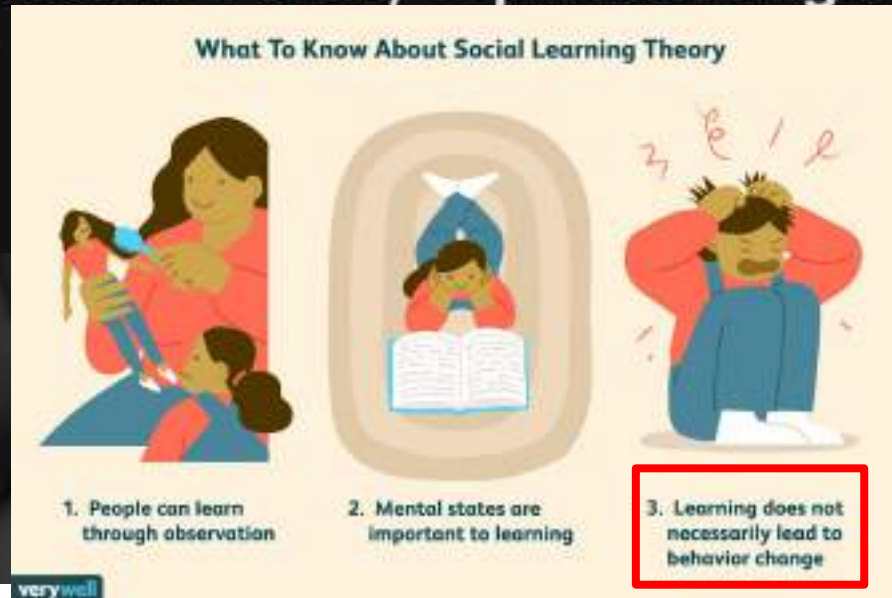 What To Know About Social Learning Theory
1. People can learn
through observation
2. Mental states are
important to learning
3. Learning does not
necessarily lead to
behavior change
verywell